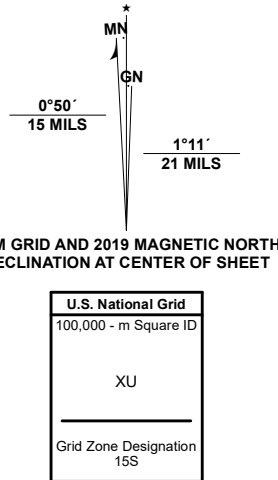 MN
GN
0°50´
15 MILS
1°11´
21 MILS
M GRID AND 2019 MAGNETIC NORTH
ECLINATION AT CENTER OF SHEET
U.S. National Grid
100,000 - m Square ID
XU
Grid Zone Designation
15S